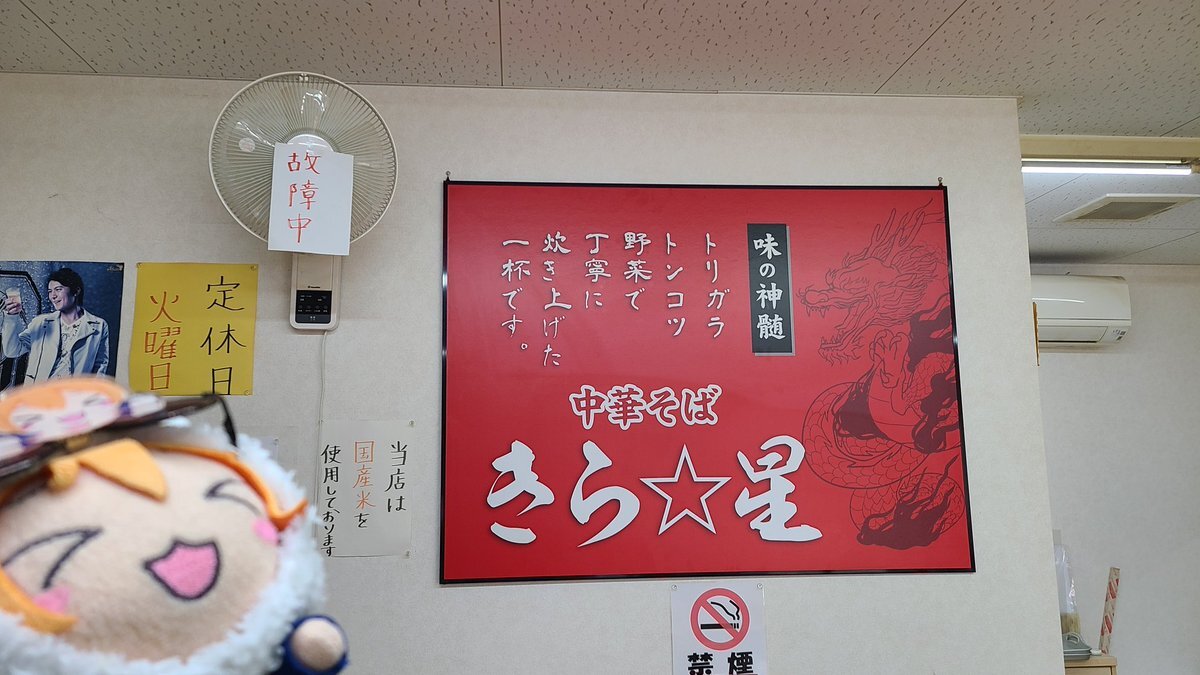 故障中
定休日
火曜日
当店は
国産米を
使用しております
味の神髄
トリガラ
トンコツ
野菜で
丁寧に
炊き上げた
一杯です。
中華そば
きら☆星
禁煙